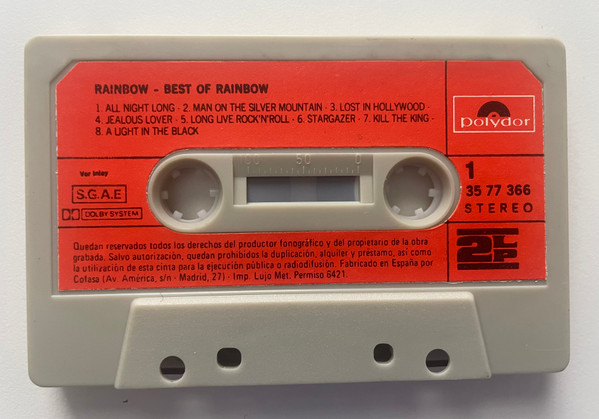 RAINBOW - BEST OF RAINBOW
1. ALL NIGHT LONG · 2. MAN ON THE SILVER MOUNTAIN · 3. LOST IN HOLLYWOOD ·
4. JEALOUS LOVER · 5. LONG LIVE ROCK'N'ROLL · 6. STARGAZER · 7. KILL THE KING ·
8. A LIGHT IN THE BLACK
polydor
Ver Inlay
S.G.A.E
DOLBY SYSTEM
100 50 0
1
35 77 366
STEREO
2LP
Quedan reservados todos los derechos del productor fonográfico y del propietario de la obra
grabada. Salvo autorización, quedan prohibidos la duplicación, alquiler y préstamo, así como
la utilización de esta cinta para la ejecución pública o radiodifusión. Fabricado en España por
Cofasa (Av. América, s/n - Madrid, 27) · Imp. Lujo Met. Permiso 6421.